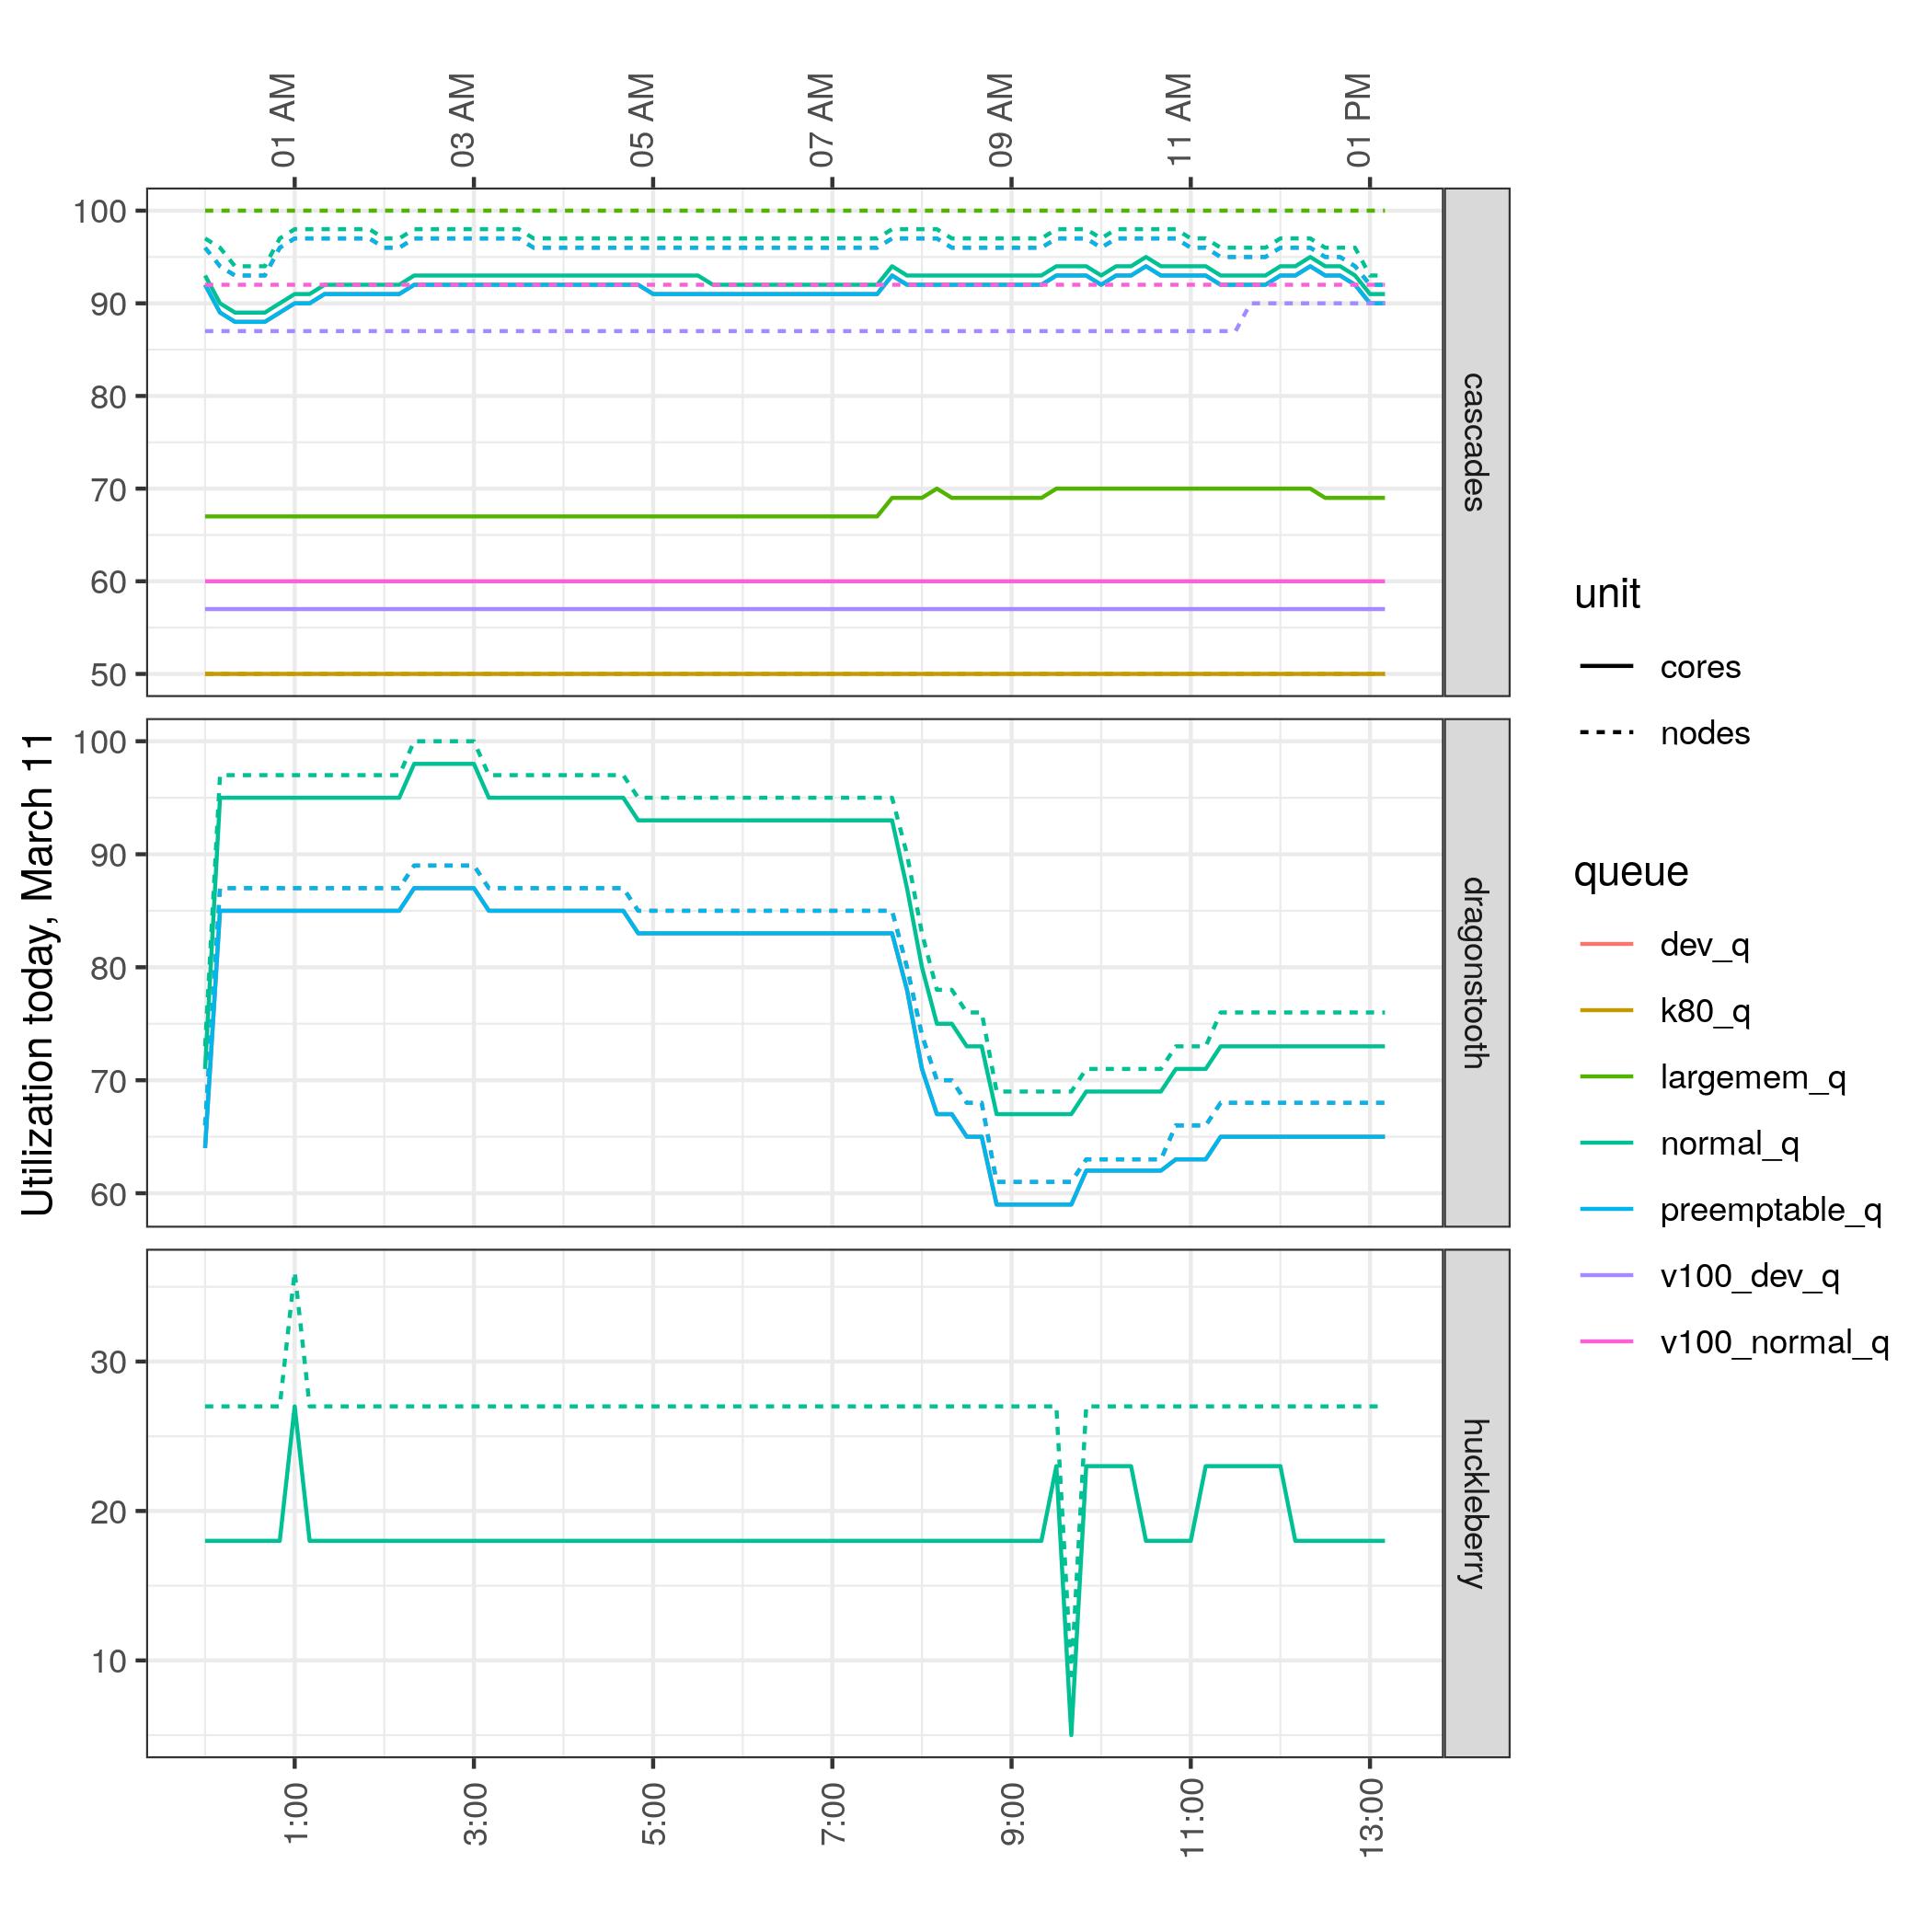 01 AM
03 AM
05 AM
07 AM
09 AM
11 AM
01 PM
100
90
80
70
60
50
cascades
Utilization today, March 11
100
90
80
70
60
dragonstooth
30
20
10
huckleberry
1:00
3:00
5:00
7:00
9:00
11:00
13:00
unit
cores
nodes
queue
dev_q
k80_q
largemem_q
normal_q
preemptable_q
v100_dev_q
v100_normal_q